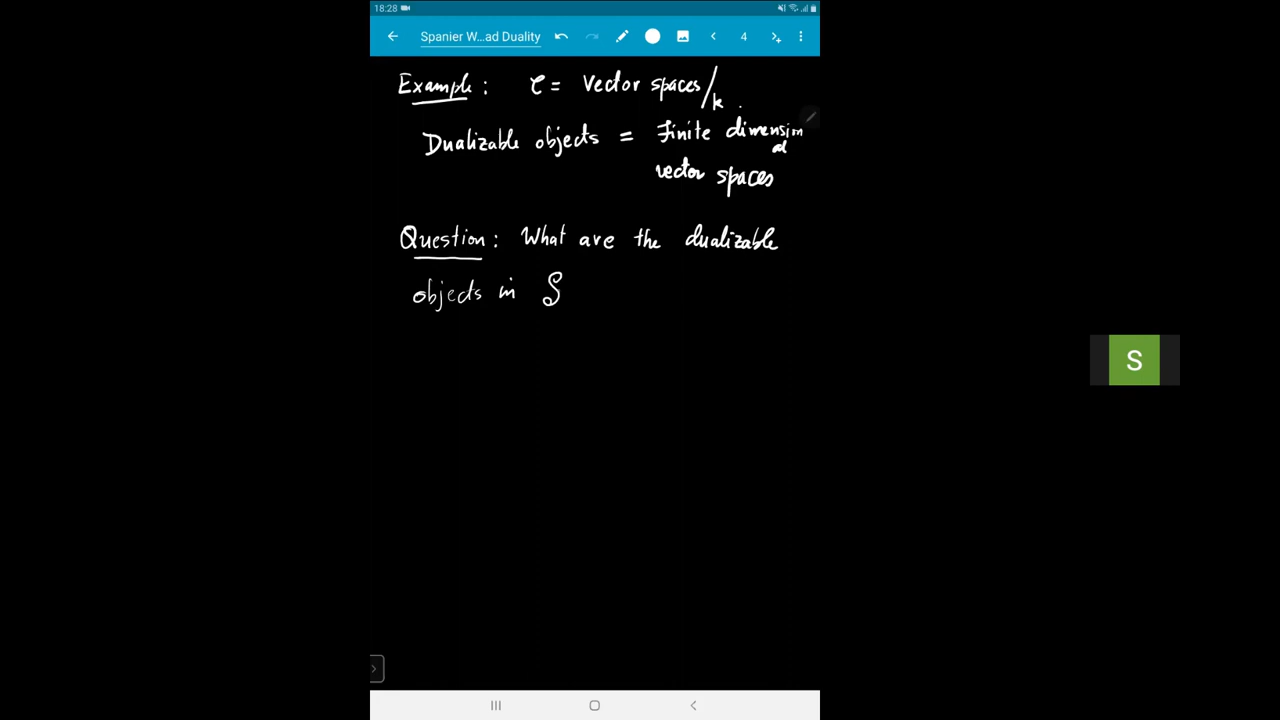 18:28
Spanier W...ad Duality
4
Example: 𝒞 = Vector spaces/k.
Dualizable objects = Finite dimensional
vector spaces
Question: What are the dualizable
objects in 𝒮
S